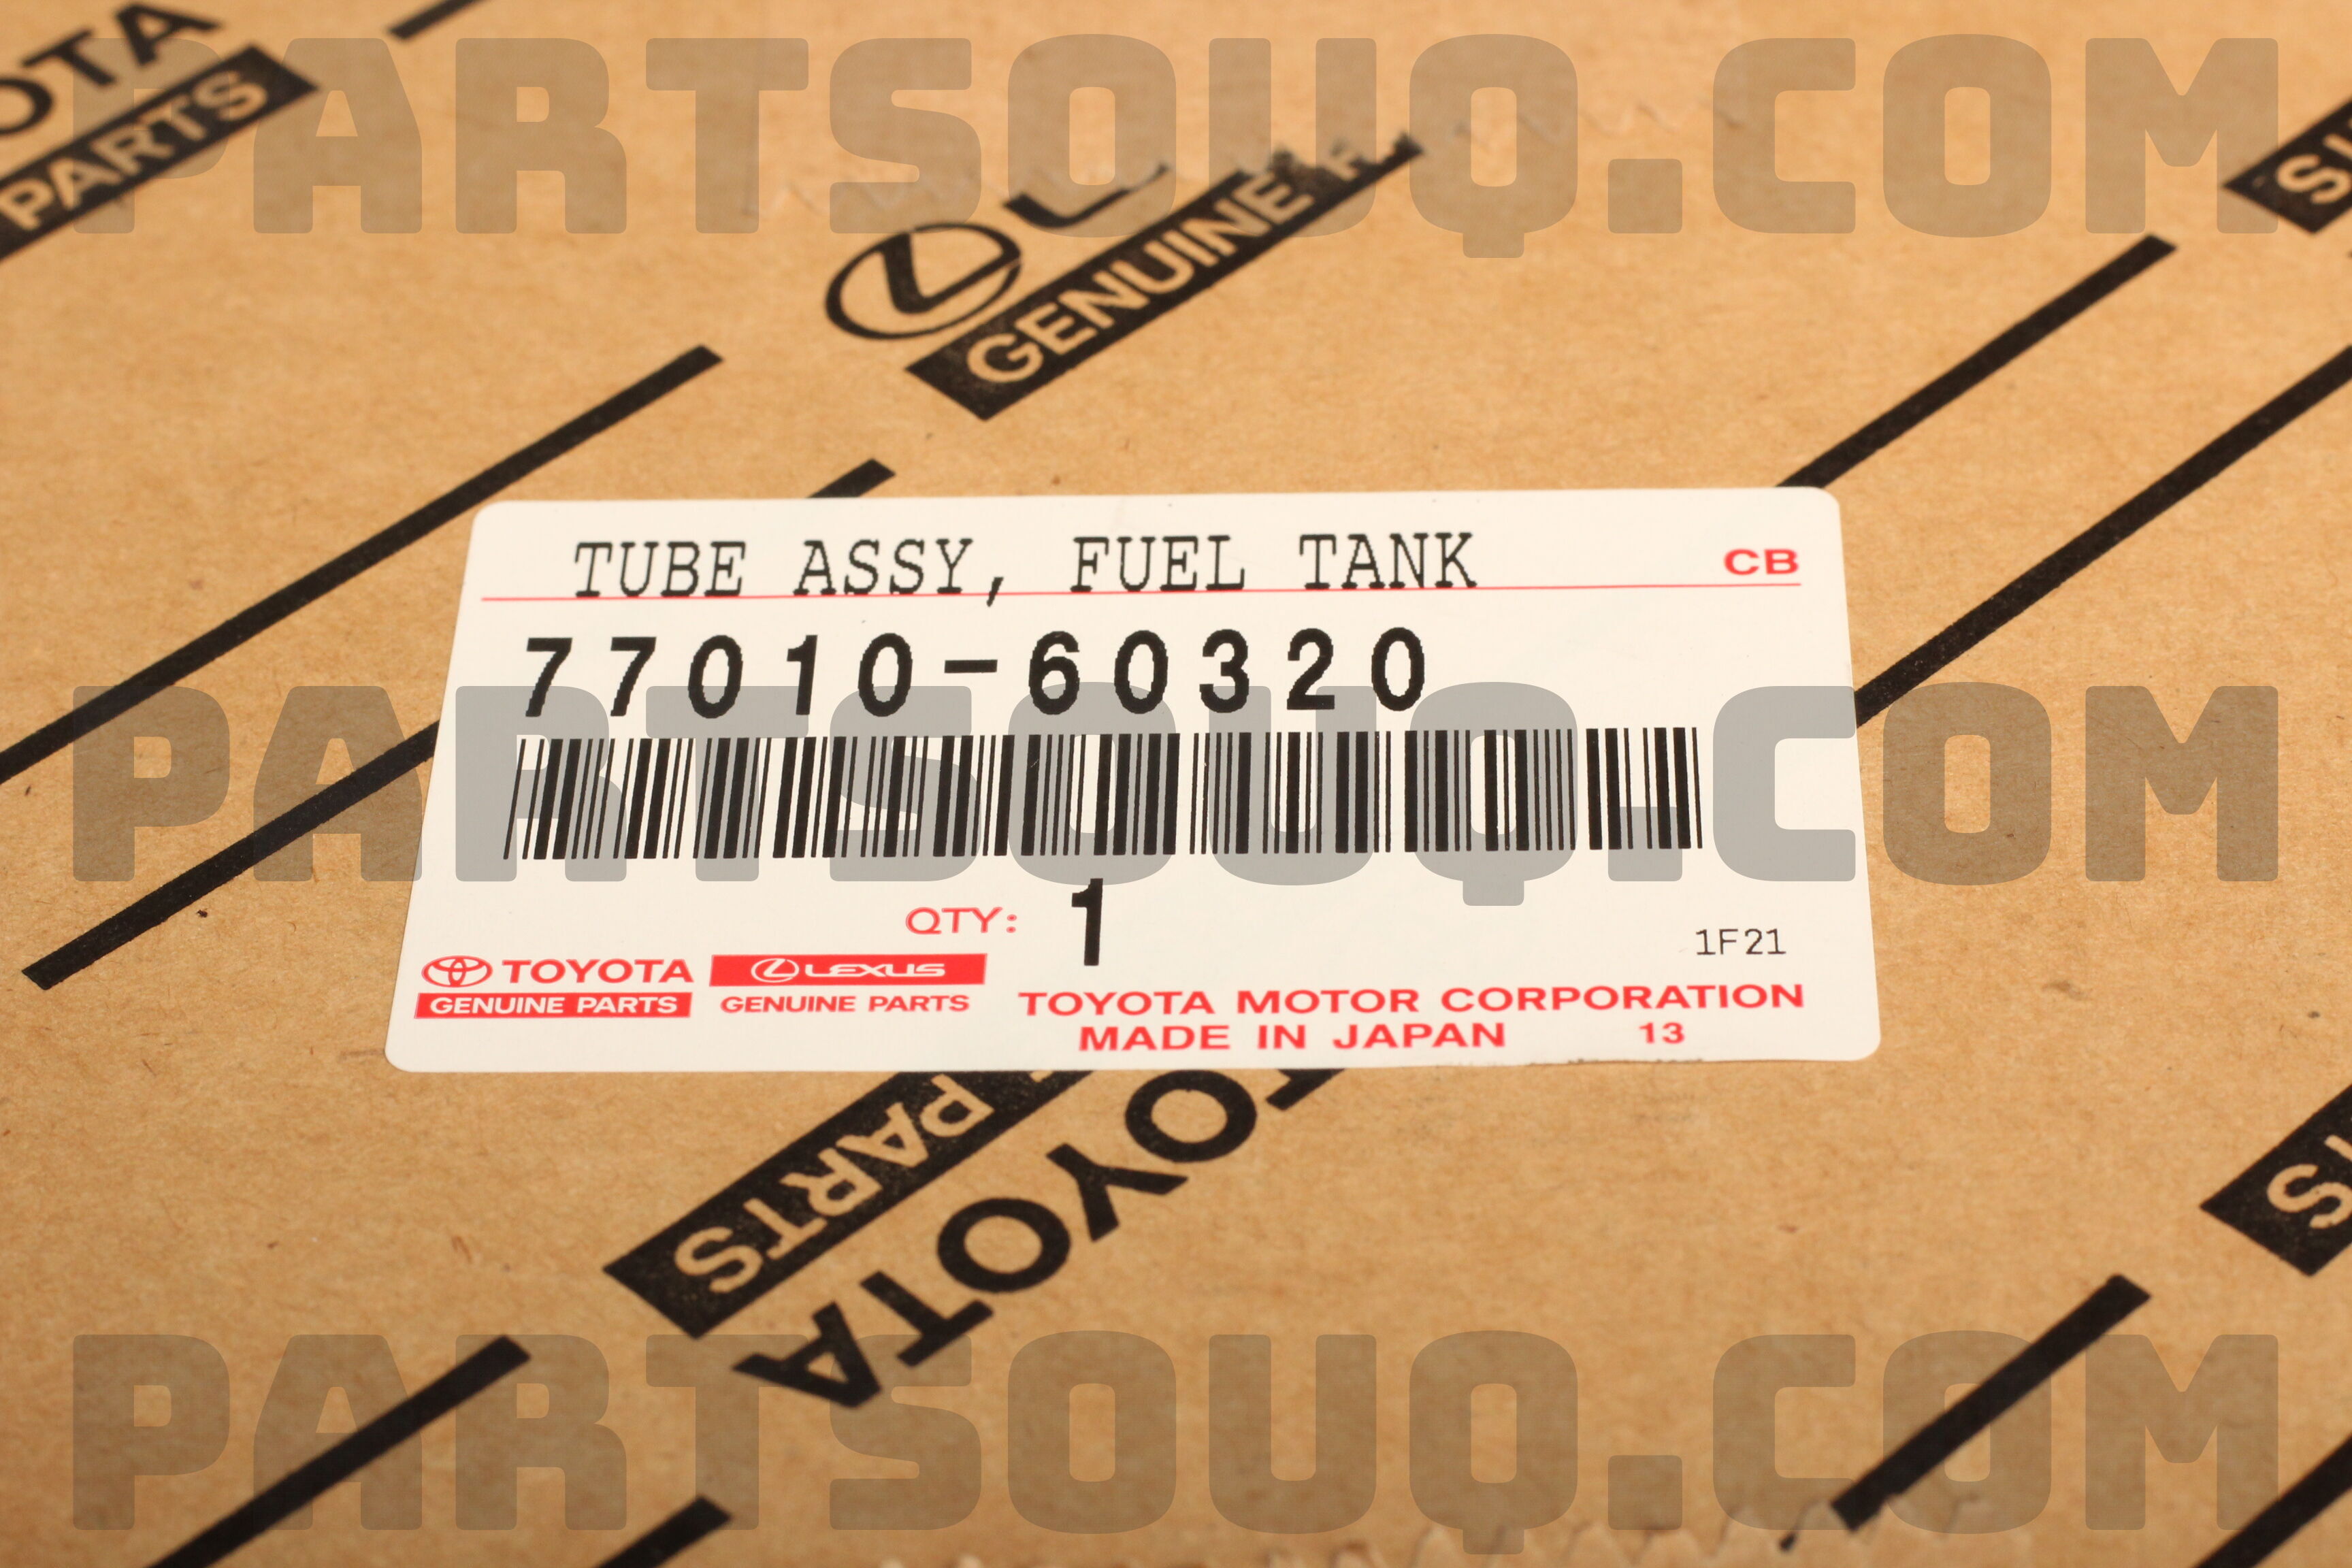 PARTSOUQ.COM
OTA
PARTS
GENUINE
TUBE ASSY, FUEL TANK
CB
77010-60320
PARTSOUQ.COM
QTY: 1
1F21
TOYOTA
GENUINE PARTS
LEXUS
GENUINE PARTS
TOYOTA MOTOR CORPORATION
MADE IN JAPAN 13
PARTS
TOYOTA
PARTSOUQ.COM